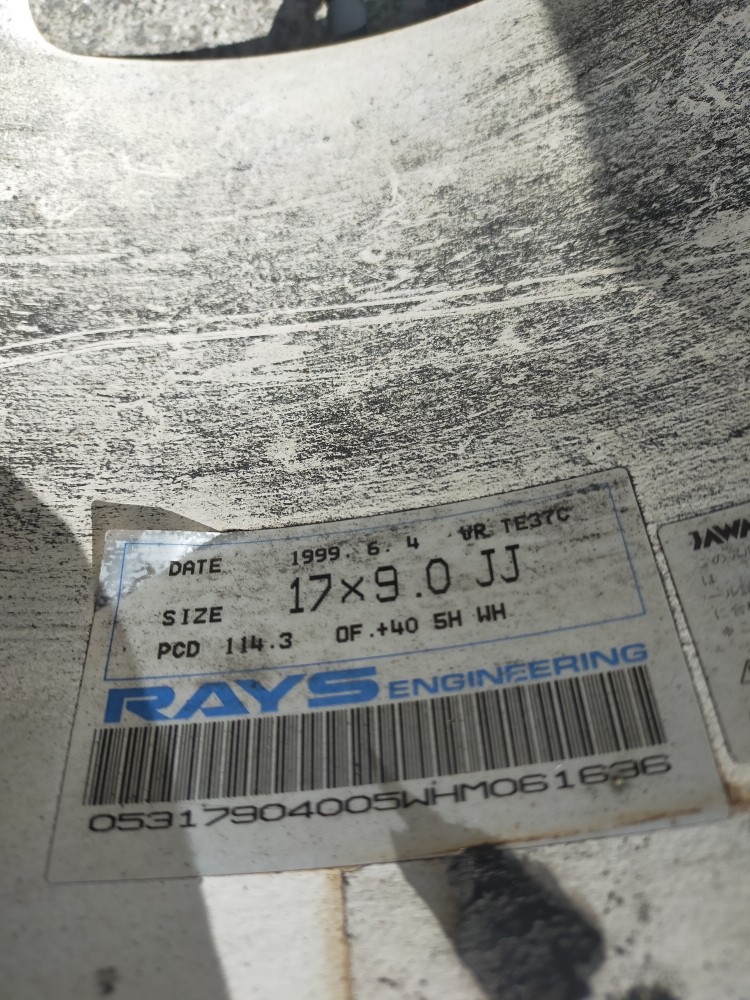 DATE 1999. 6. 4 VR TE37C
SIZE 17×9.0 JJ
PCD 114.3 OF.+40 5H WH
RAYS ENGINEERING
05317904005WHM061636
JAWA